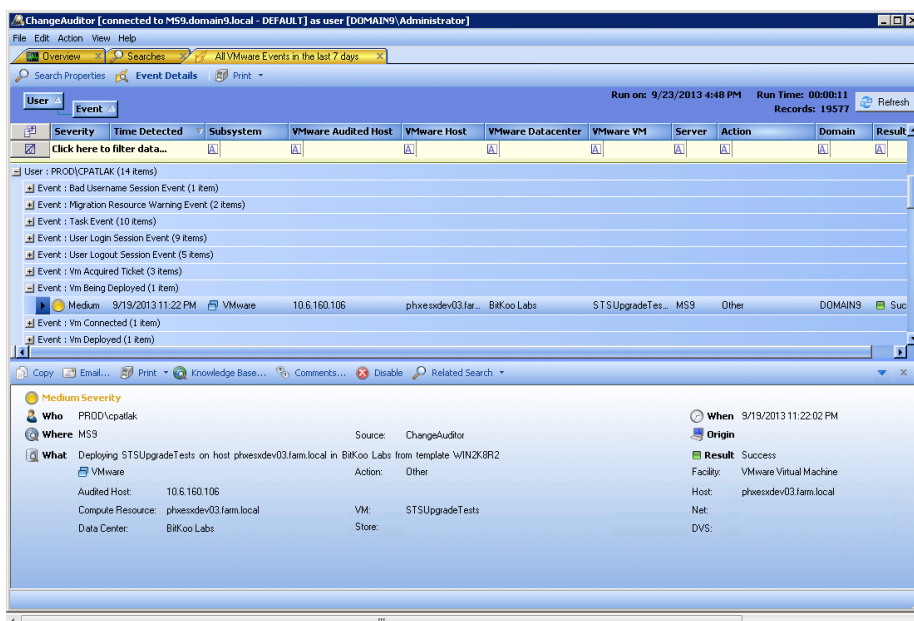 ChangeAuditor [connected to MS9.domain9.local - DEFAULT] as user [DOMAIN9\Administrator]
File Edit Action View Help
Overview Searches All VMware Events in the last 7 days
Search Properties Event Details Print
User Event Run on: 9/23/2013 4:48 PM Run Time: 00:00:11 Records: 19577 Refresh
Severity Time Detected Subsystem VMware Audited Host VMware Host VMware Datacenter VMware VM Server Action Domain Result
Click here to filter data...
User : PROD\CPATLAK (14 items)
Event : Bad Username Session Event (1 item)
Event : Migration Resource Warning Event (2 items)
Event : Task Event (10 items)
Event : User Login Session Event (9 items)
Event : User Logout Session Event (5 items)
Event : Vm Acquired Ticket (3 items)
Event : Vm Being Deployed (1 item)
Medium 9/19/2013 11:22 PM VMware 10.6.160.106 phxesxdev03.far... BitKoo Labs STSUpgradeTes... MS9 Other DOMAIN9 Suc
Event : Vm Connected (1 item)
Event : Vm Deployed (1 item)
Copy Email... Print Knowledge Base... Comments... Disable Related Search
Medium Severity
Who PROD\cpatlak When 9/19/2013 11:22:02 PM
Where MS9 Source: ChangeAuditor Origin
What Deploying STSUpgradeTests on host phxesxdev03.farm.local in BitKoo Labs from template WIN2K8R2 Result Success
VMware Action: Other Facility: VMware Virtual Machine
Audited Host: 10.6.160.106 Host: phxesxdev03.farm.local
Compute Resource: phxesxdev03.farm.local VM: STSUpgradeTests Net:
Data Center: BitKoo Labs Store: DVS: